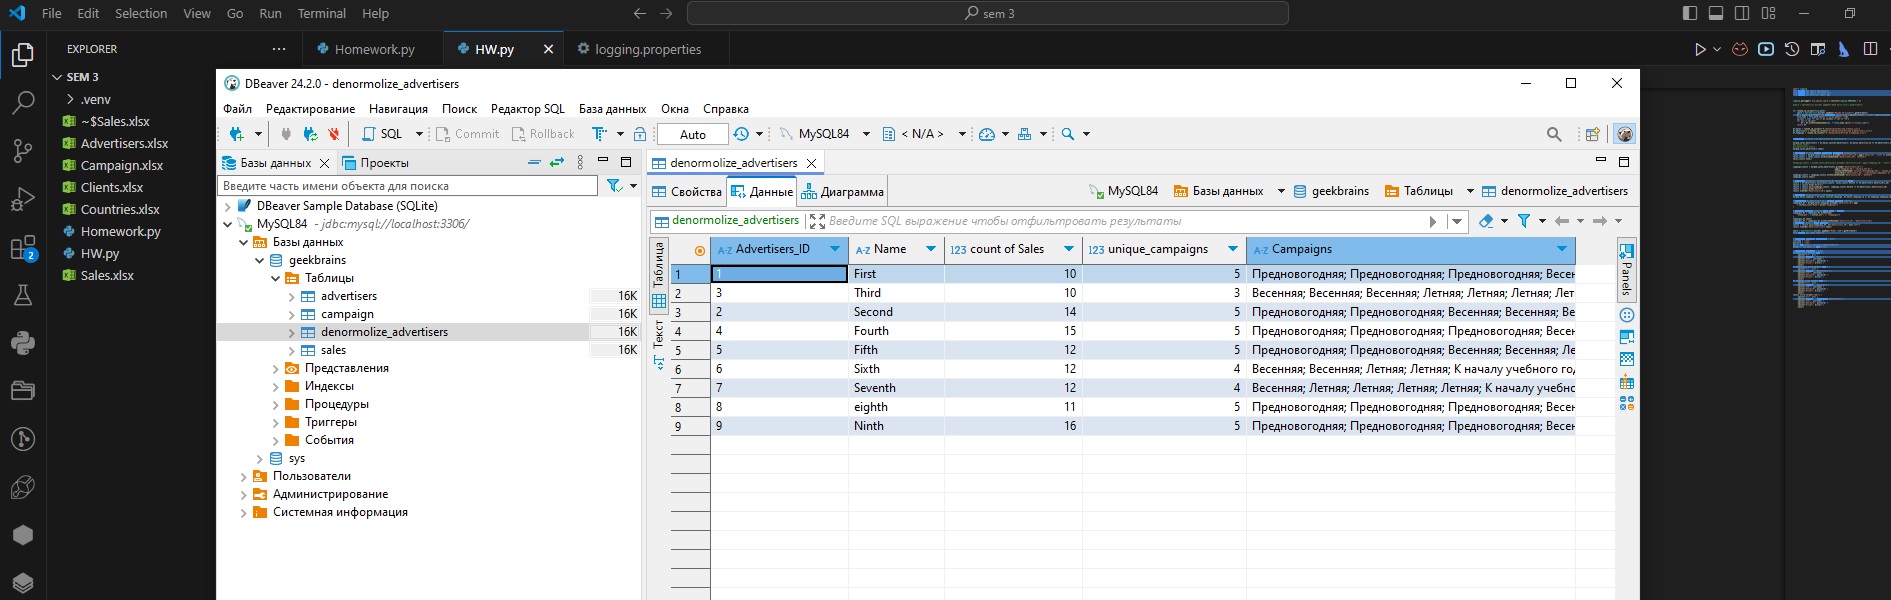 File Edit Selection View Go Run Terminal Help
sem 3
EXPLORER
Homework.py
HW.py
logging.properties
SEM 3
.venv
~$Sales.xlsx
Advertisers.xlsx
Campaign.xlsx
Clients.xlsx
Countries.xlsx
Homework.py
HW.py
Sales.xlsx
2
DBeaver 24.2.0 - denormolize_advertisers
Файл Редактирование Навигация Поиск Редактор SQL База данных Окна Справка
SQL Commit Rollback Auto MySQL84 < N/A >
Базы данных Проекты
Введите часть имени объекта для поиска
DBeaver Sample Database (SQLite)
MySQL84 - jdbc:mysql://localhost:3306/
Базы данных
geekbrains
Таблицы
advertisers 16K
campaign 16K
denormolize_advertisers 16K
sales 16K
Представления
Индексы
Процедуры
Триггеры
События
sys
Пользователи
Администрирование
Системная информация
denormolize_advertisers
Свойства Данные Диаграмма
MySQL84 Базы данных geekbrains Таблицы denormolize_advertisers
denormolize_advertisers Введите SQL выражение чтобы отфильтровать результаты
Таблица
Текст
Panels
A-Z Advertisers_ID A-Z Name 123 count of Sales 123 unique_campaigns A-Z Campaigns
1 1 First 10 5 Предновогодняя; Предновогодняя; Предновогодняя; Весен
2 3 Third 10 3 Весенняя; Весенняя; Весенняя; Летняя; Летняя; Летняя; Лет
3 2 Second 14 5 Предновогодняя; Предновогодняя; Весенняя; Весенняя; Ве
4 4 Fourth 15 5 Предновогодняя; Предновогодняя; Предновогодняя; Весен
5 5 Fifth 12 5 Предновогодняя; Предновогодняя; Весенняя; Весенняя; Ле
6 6 Sixth 12 4 Весенняя; Весенняя; Летняя; Летняя; К началу учебного го
7 7 Seventh 12 4 Весенняя; Летняя; Летняя; Летняя; Летняя; К началу учебно
8 8 eighth 11 5 Предновогодняя; Предновогодняя; Предновогодняя; Весен
9 9 Ninth 16 5 Предновогодняя; Предновогодняя; Предновогодняя; Весен